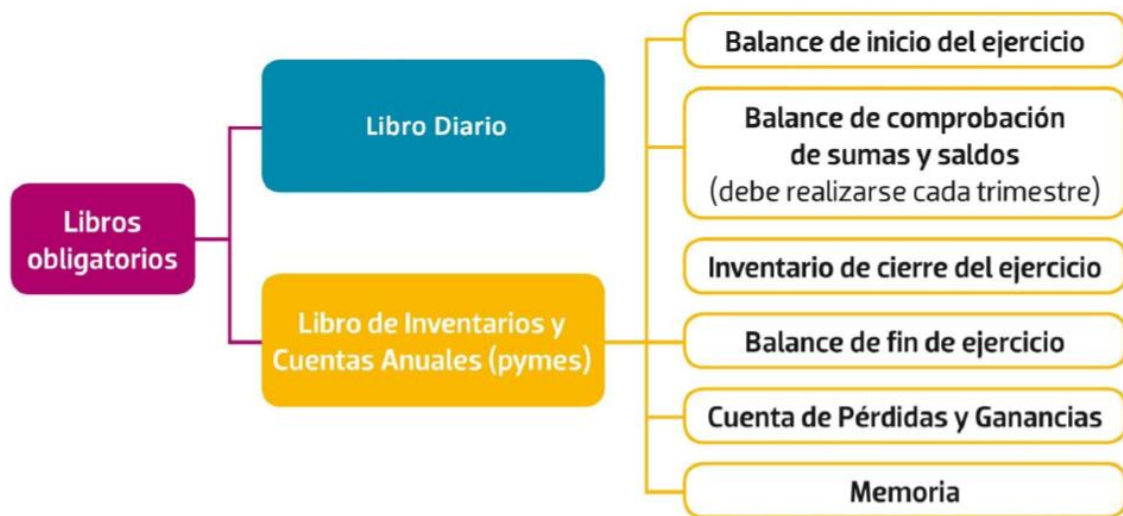 Libros
obligatorios
Libro Diario
Libro de Inventarios y
Cuentas Anuales (pymes)
Balance de inicio del ejercicio
Balance de comprobación
de sumas y saldos
(debe realizarse cada trimestre)
Inventario de cierre del ejercicio
Balance de fin de ejercicio
Cuenta de Pérdidas y Ganancias
Memoria